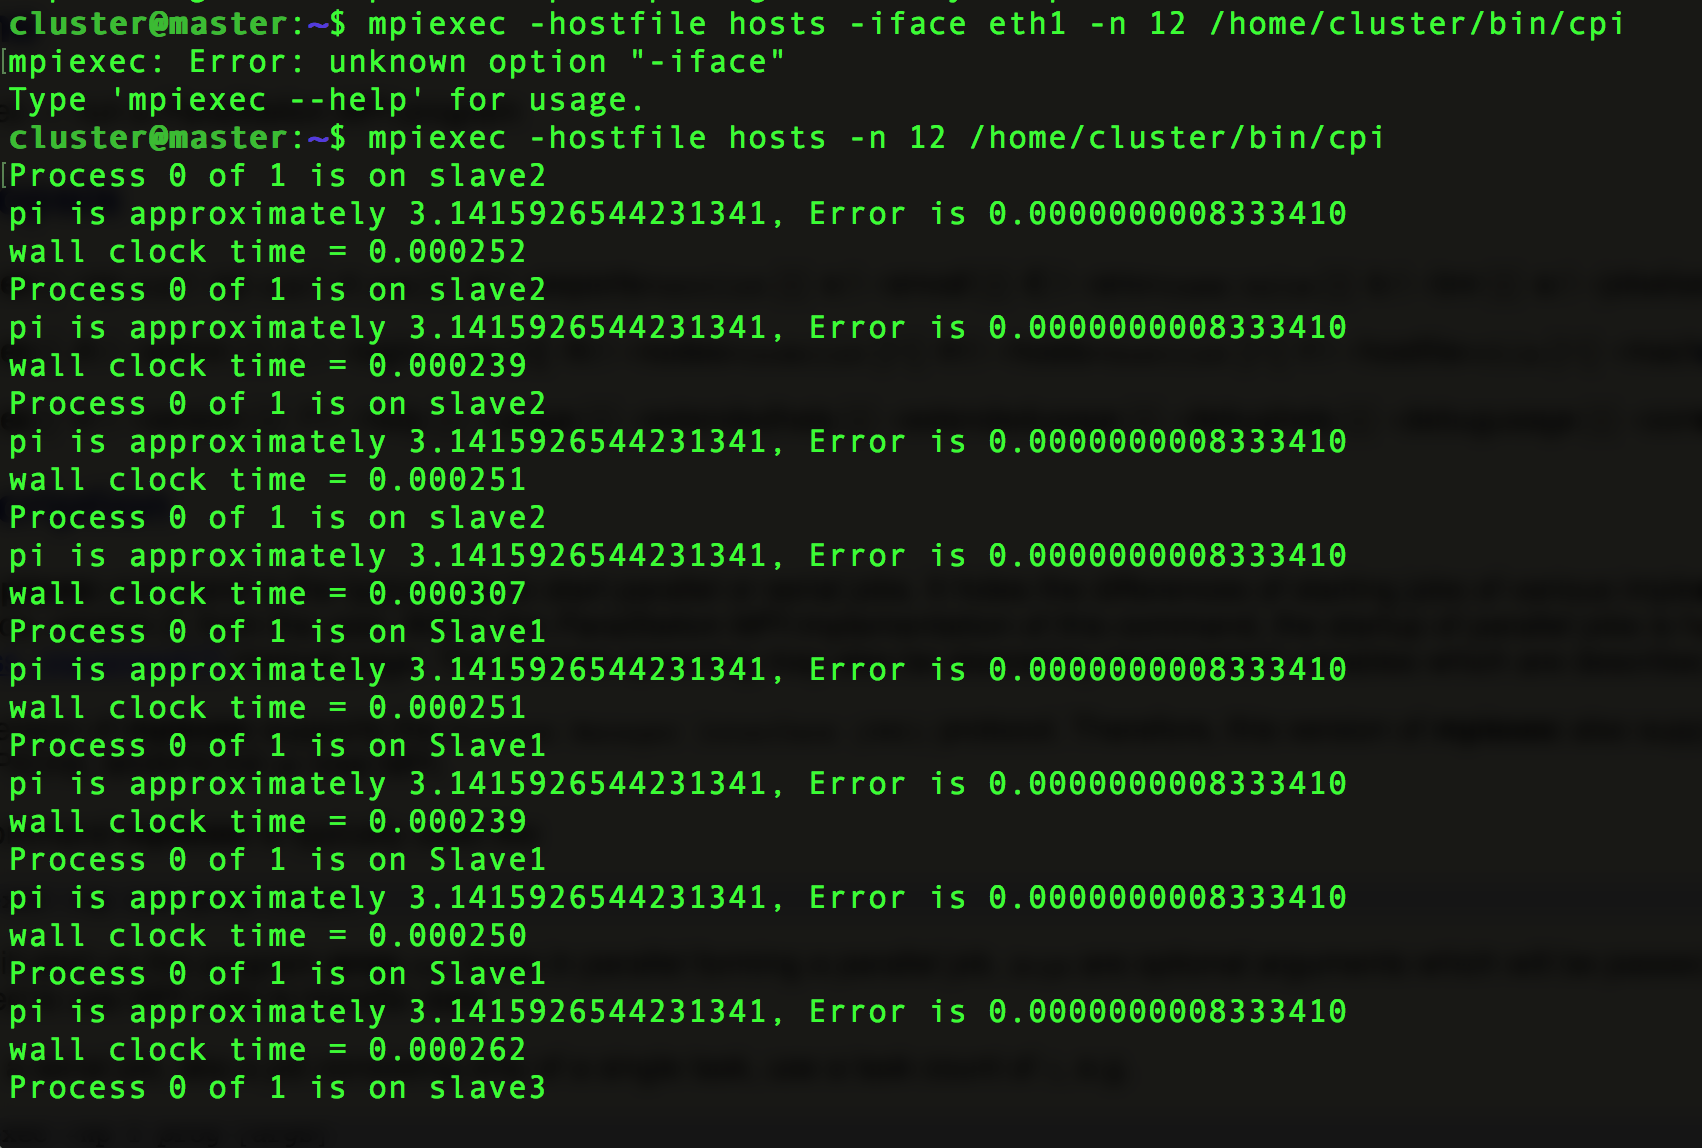 cluster@master:~$ mpiexec -hostfile hosts -iface eth1 -n 12 /home/cluster/bin/cpi
[mpiexec: Error: unknown option "-iface"
Type 'mpiexec --help' for usage.
cluster@master:~$ mpiexec -hostfile hosts -n 12 /home/cluster/bin/cpi
[Process 0 of 1 is on slave2
pi is approximately 3.1415926544231341, Error is 0.0000000008333410
wall clock time = 0.000252
Process 0 of 1 is on slave2
pi is approximately 3.1415926544231341, Error is 0.0000000008333410
wall clock time = 0.000239
Process 0 of 1 is on slave2
pi is approximately 3.1415926544231341, Error is 0.0000000008333410
wall clock time = 0.000251
Process 0 of 1 is on slave2
pi is approximately 3.1415926544231341, Error is 0.0000000008333410
wall clock time = 0.000307
Process 0 of 1 is on Slave1
pi is approximately 3.1415926544231341, Error is 0.0000000008333410
wall clock time = 0.000251
Process 0 of 1 is on Slave1
pi is approximately 3.1415926544231341, Error is 0.0000000008333410
wall clock time = 0.000239
Process 0 of 1 is on Slave1
pi is approximately 3.1415926544231341, Error is 0.0000000008333410
wall clock time = 0.000250
Process 0 of 1 is on Slave1
pi is approximately 3.1415926544231341, Error is 0.0000000008333410
wall clock time = 0.000262
Process 0 of 1 is on slave3